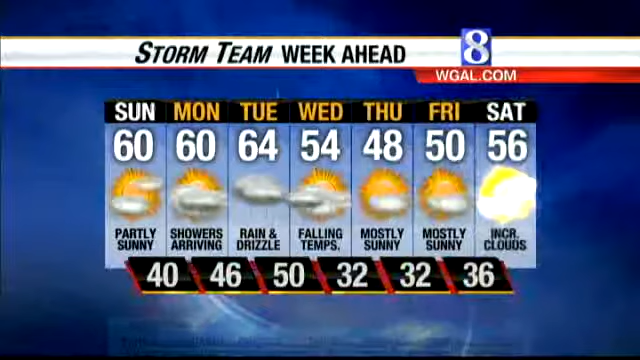 STORM TEAM WEEK AHEAD 8
WGAL.COM
SUN MON TUE WED THU FRI SAT
60 60 64 54 48 50 56
PARTLY SUNNY
SHOWERS ARRIVING
RAIN & DRIZZLE
FALLING TEMPS.
MOSTLY SUNNY
MOSTLY SUNNY
INCR. CLOUDS
40 46 50 32 32 36